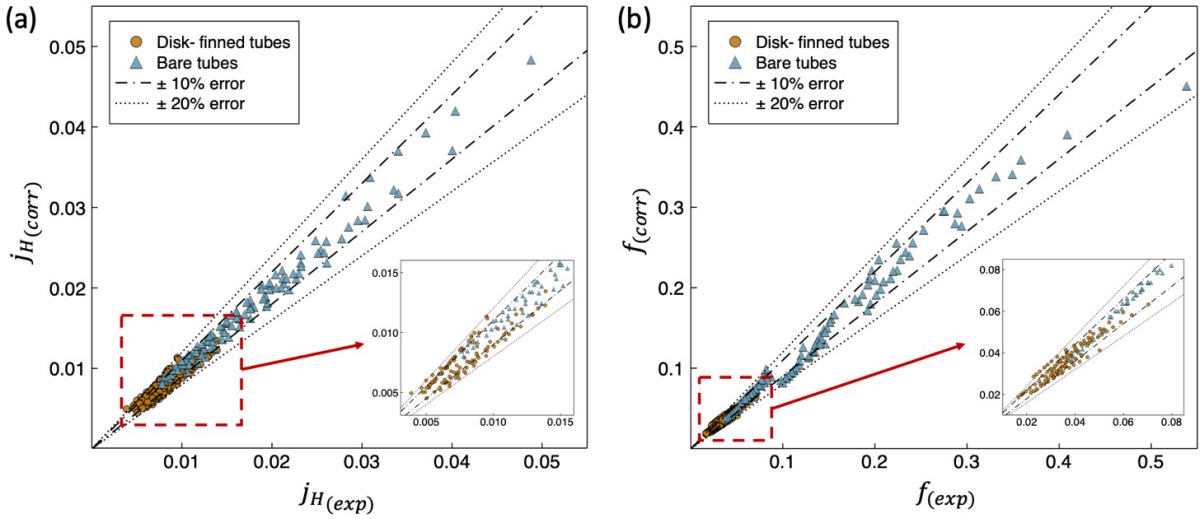 (a)
0.05
0.04
0.03
0.02
0.01
j_H(corr)
Disk- finned tubes
Bare tubes
± 10% error
± 20% error
0.015
0.010
0.005
0.005
0.010
0.015
0.01
0.02
0.03
0.04
0.05
j_H(exp)
(b)
0.5
0.4
0.3
0.2
0.1
f(corr)
Disk- finned tubes
Bare tubes
± 10% error
± 20% error
0.08
0.06
0.04
0.02
0.02
0.04
0.06
0.08
0.1
0.2
0.3
0.4
0.5
f(exp)